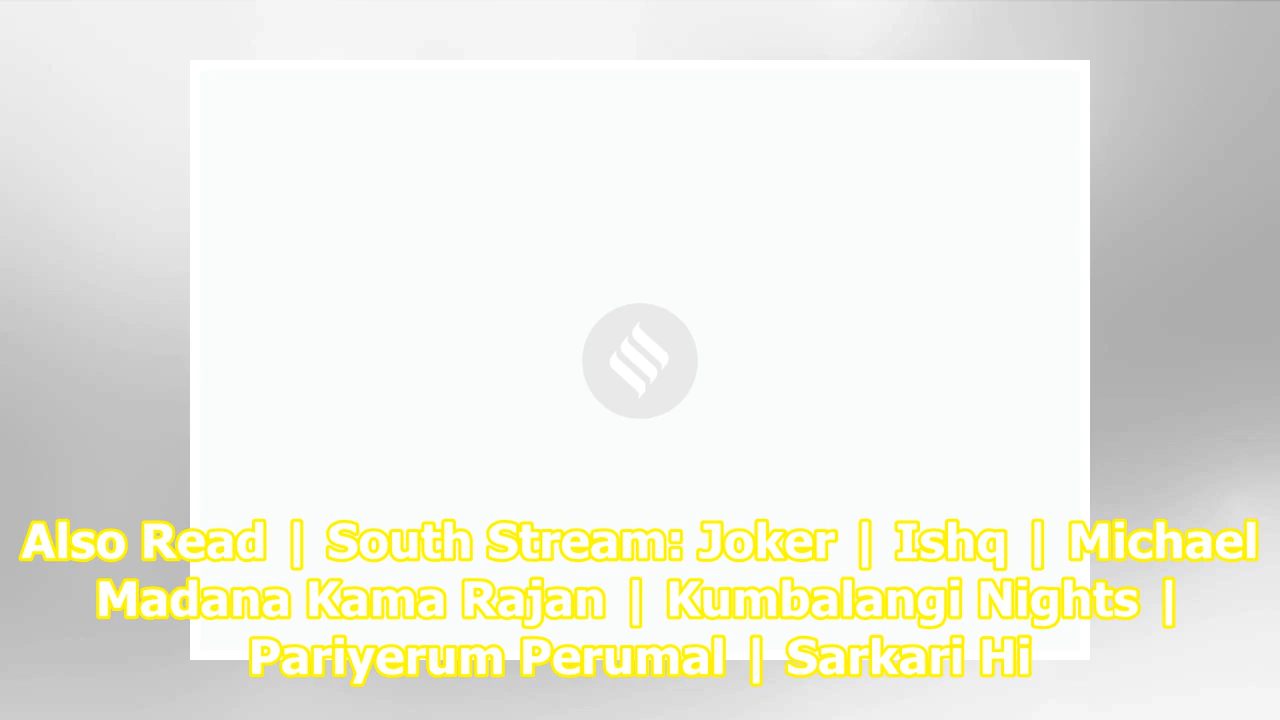 Also Read | South Stream: Joker | Ishq | Michael
Madana Kama Rajan | Kumbalangi Nights |
Pariyerum Perumal | Sarkari Hi